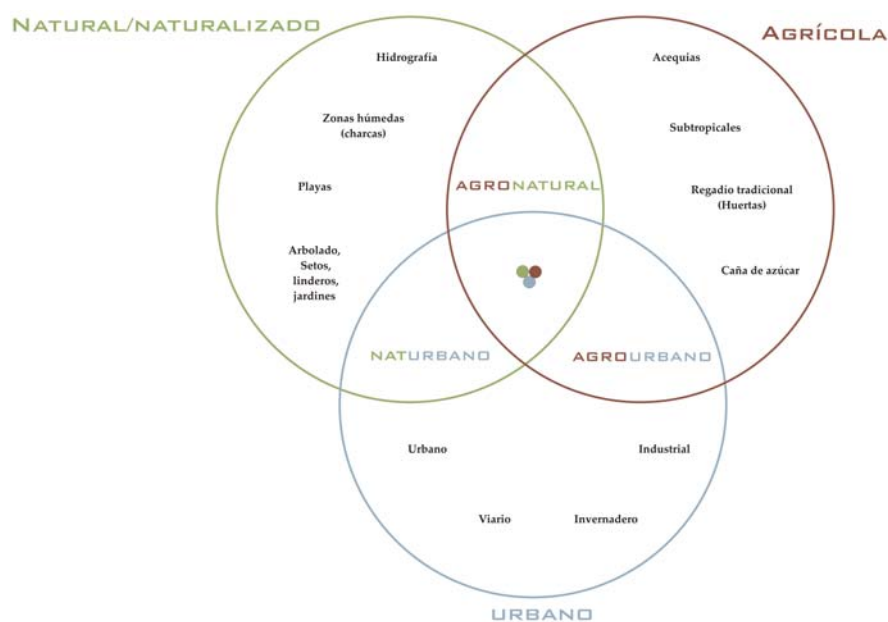 NATURAL/NATURALIZADO
AGRÍCOLA
Hidrografía
Acequias
Zonas húmedas
(charcas)
Subtropicales
Playas
AGRONATURAL
Regadío tradicional
(Huertas)
Arbolado,
Setos,
linderos,
jardines
Caña de azúcar
NATURBANO
AGROURBANO
Urbano
Industrial
Viario
Invernadero
URBANO